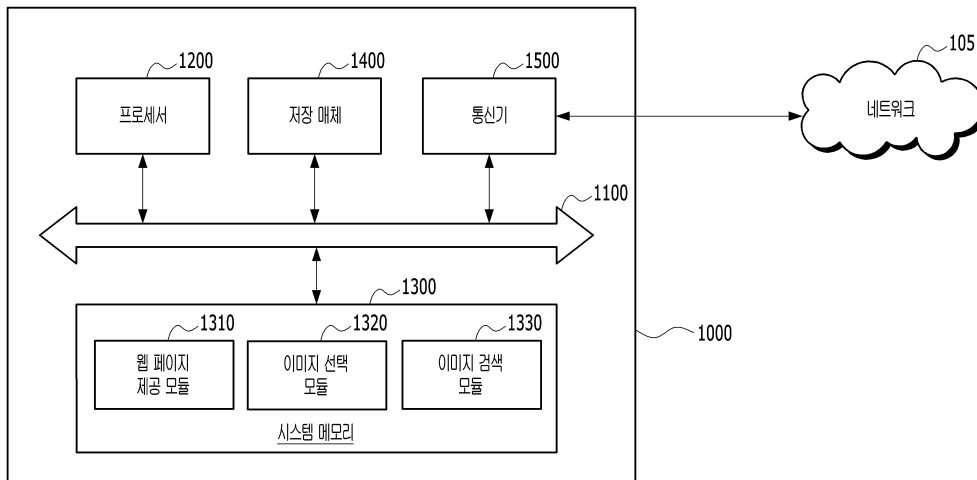 1200
1400
1500
105
프로세서
저장 매체
통신기
네트워크
1100
1300
1310
1320
1330
1000
웹 페이지
제공 모듈
이미지 선택
모듈
이미지 검색
모듈
시스템 메모리